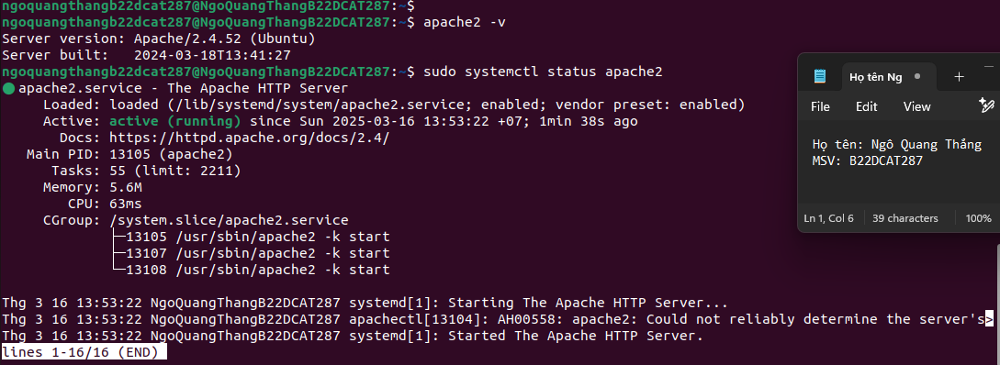 ngoquangthangb22dcat287@NgoQuangThangB22DCAT287:~$
ngoquangthangb22dcat287@NgoQuangThangB22DCAT287:~$ apache2 -v
Server version: Apache/2.4.52 (Ubuntu)
Server built:   2024-03-18T13:41:27
ngoquangthangb22dcat287@NgoQuangThangB22DCAT287:~$ sudo systemctl status apache2
● apache2.service - The Apache HTTP Server
     Loaded: loaded (/lib/systemd/system/apache2.service; enabled; vendor preset: enabled)
     Active: active (running) since Sun 2025-03-16 13:53:22 +07; 1min 38s ago
       Docs: https://httpd.apache.org/docs/2.4/
   Main PID: 13105 (apache2)
      Tasks: 55 (limit: 2211)
     Memory: 5.6M
        CPU: 63ms
     CGroup: /system.slice/apache2.service
             ├─13105 /usr/sbin/apache2 -k start
             ├─13107 /usr/sbin/apache2 -k start
             └─13108 /usr/sbin/apache2 -k start
Thg 3 16 13:53:22 NgoQuangThangB22DCAT287 systemd[1]: Starting The Apache HTTP Server...
Thg 3 16 13:53:22 NgoQuangThangB22DCAT287 apachectl[13104]: AH00558: apache2: Could not reliably determine the server's>
Thg 3 16 13:53:22 NgoQuangThangB22DCAT287 systemd[1]: Started The Apache HTTP Server.
lines 1-16/16 (END)
Họ tên Ng
File Edit View
Họ tên: Ngô Quang Thắng
MSV: B22DCAT287
Ln 1, Col 6 39 characters 100%